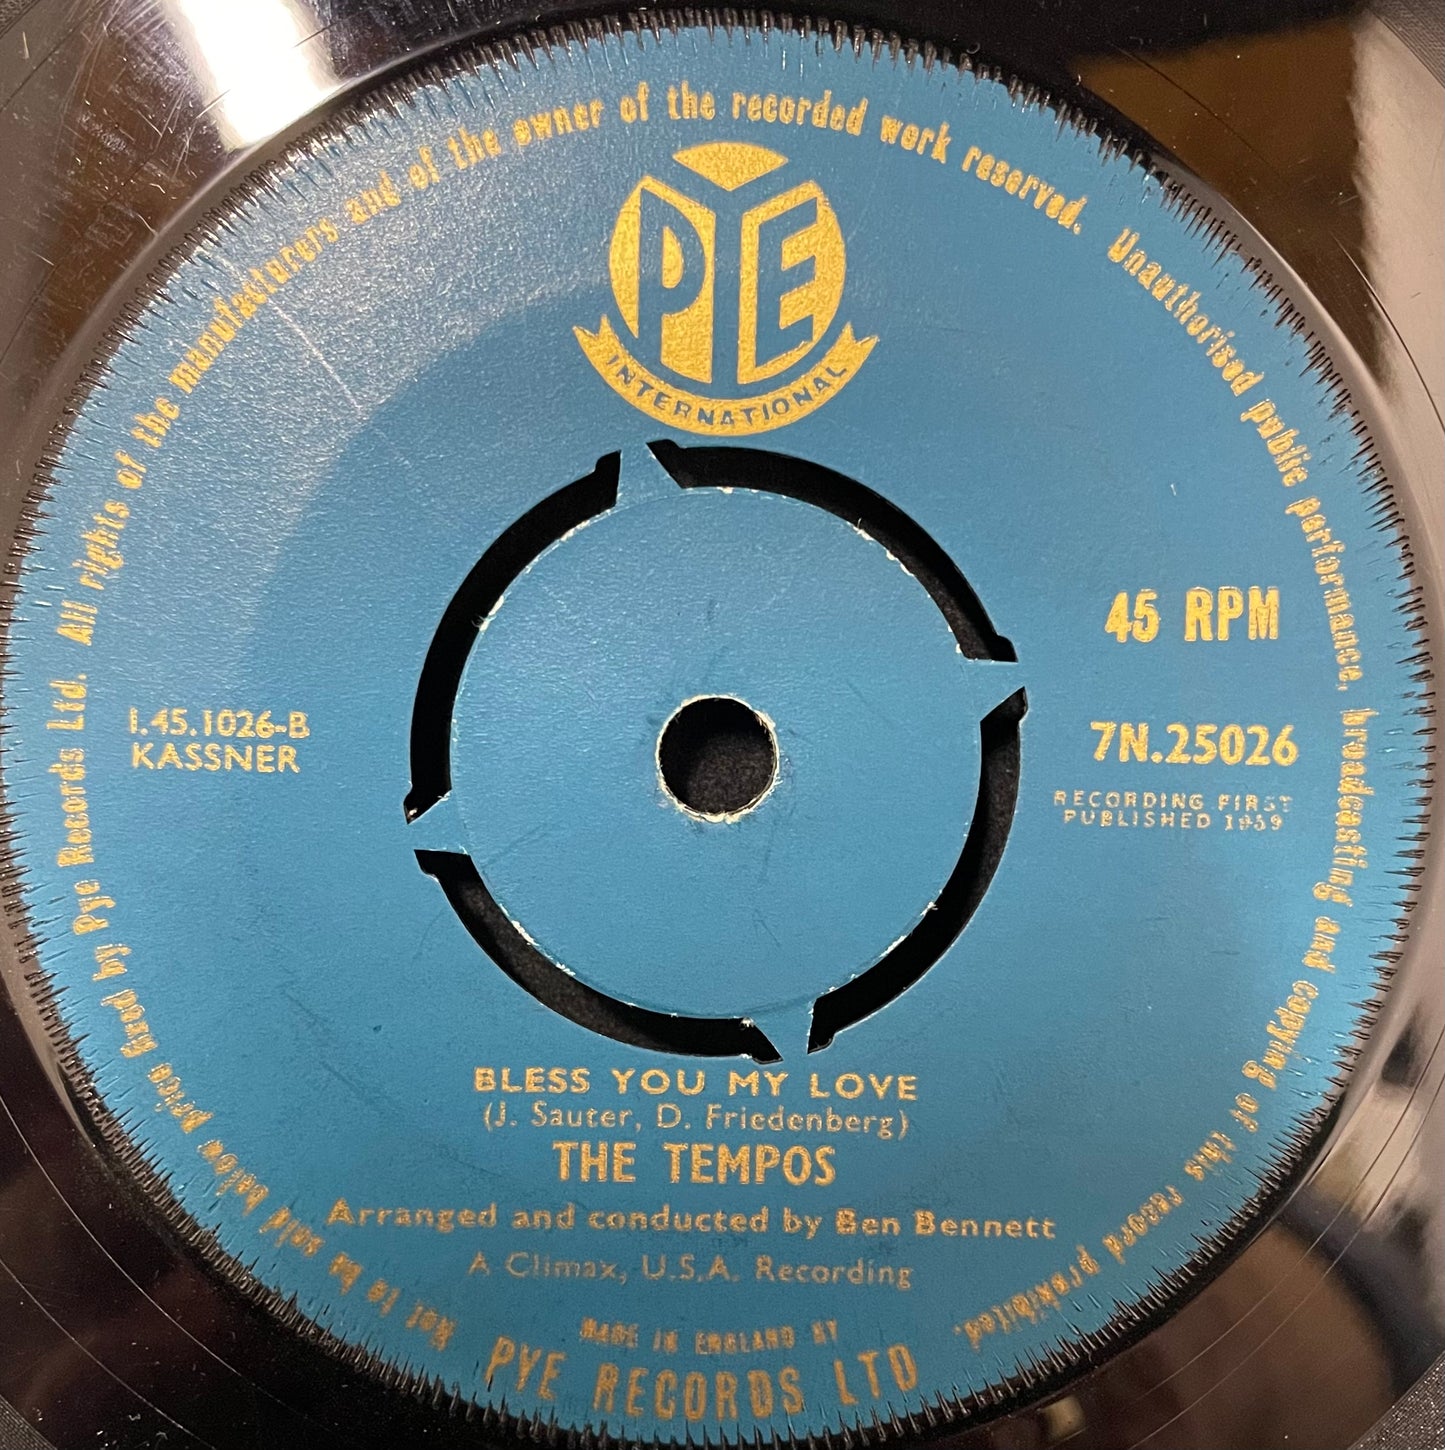 Not to be sold below price fixed by Pye Records Ltd. All rights of the manufacturers and of the owner of the recorded work reserved. Unauthorised public performance, broadcasting and copying of this record prohibited.
PYE
INTERNATIONAL
45 RPM
I.45.1026-B
KASSNER
7N.25026
RECORDING FIRST
PUBLISHED 1959
BLESS YOU MY LOVE
(J. Sauter, D. Friedenberg)
THE TEMPOS
Arranged and conducted by Ben Bennett
A Climax, U.S.A. Recording
MADE IN ENGLAND BY
PYE RECORDS LTD